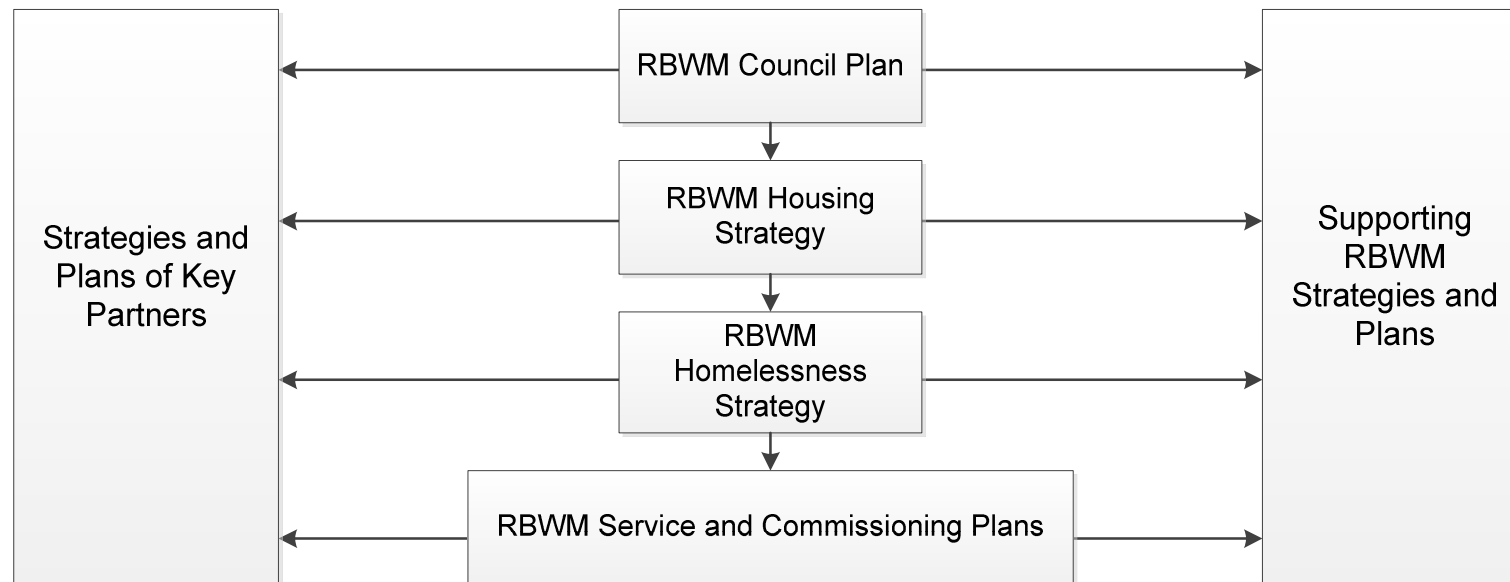 Strategies and
Plans of Key
Partners
RBWM Council Plan
RBWM Housing
Strategy
RBWM
Homelessness
Strategy
RBWM Service and Commissioning Plans
Supporting
RBWM
Strategies and
Plans